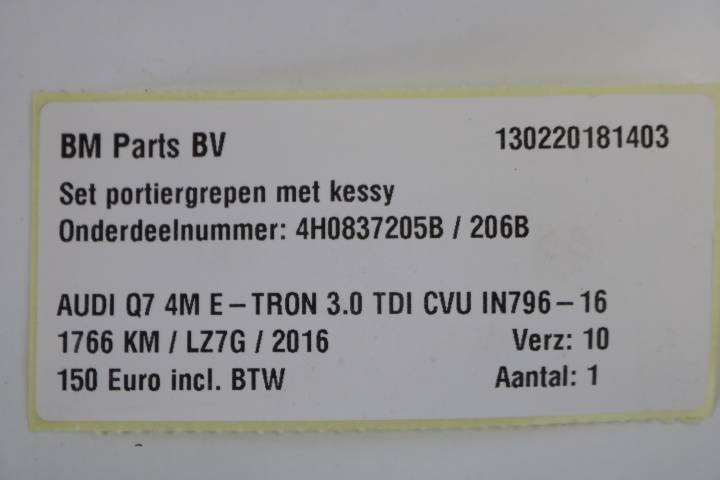 BM Parts BV 130220181403
Set portiergrepen met kessy
Onderdeelnummer: 4H0837205B / 206B
AUDI Q7 4M E-TRON 3.0 TDI CVU IN796-16
1766 KM / LZ7G / 2016 Verz: 10
150 Euro incl. BTW Aantal: 1